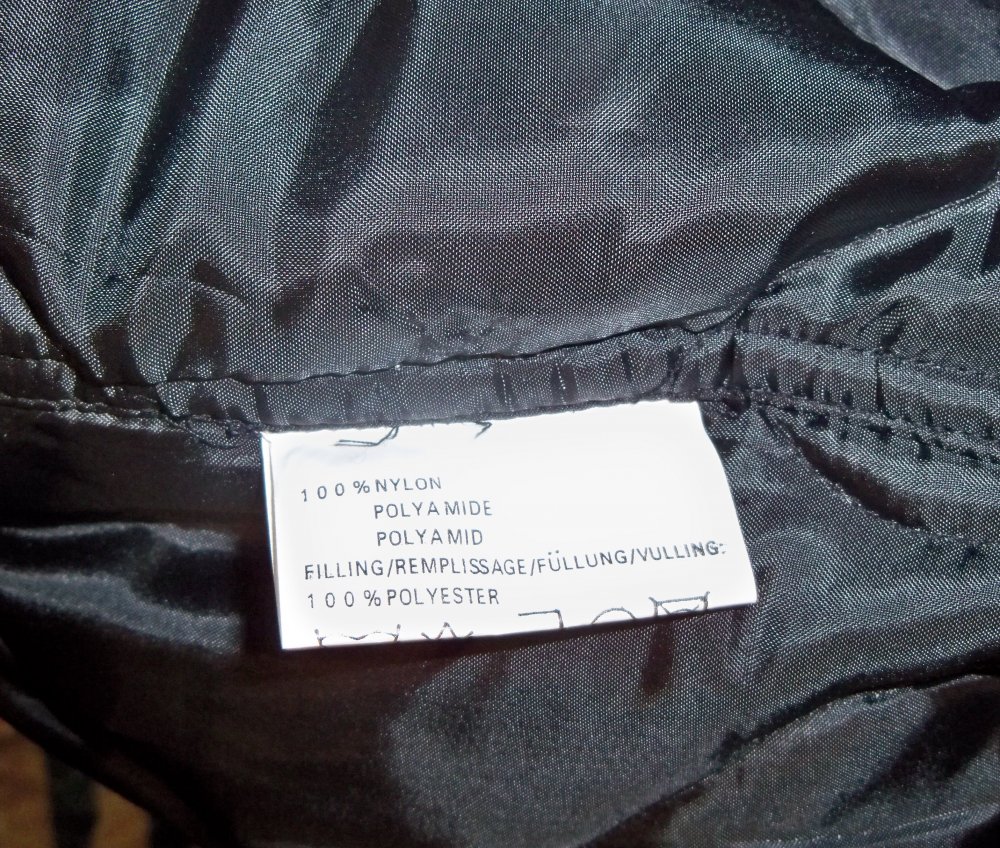 100%NYLON
POLYAMIDE
POLYAMID
FILLING/REMPLISSAGE/FÜLLUNG/VULLING:
100%POLYESTER